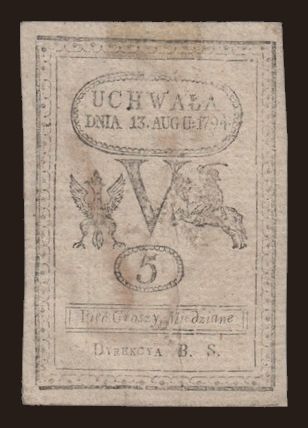 UCHWAŁA
DNIA 13. AUGU: 1794.
V
5
Pięć Groszy Miedziane
DYREKCYA B. S.